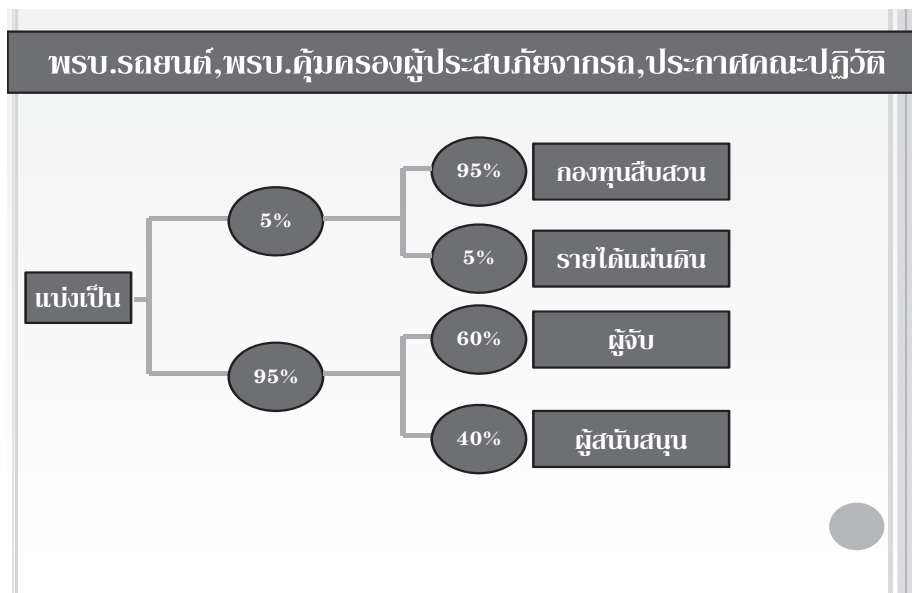 พรบ.รถยนต์,พรบ.คุ้มครองผู้ประสบภัยจากรถ,ประกาศคณะปฏิวัติ
95%
กองทุนสืบสวน
5%
5%
รายได้แผ่นดิน
แบ่งเป็น
60%
ผู้จับ
95%
40%
ผู้สนับสนุน